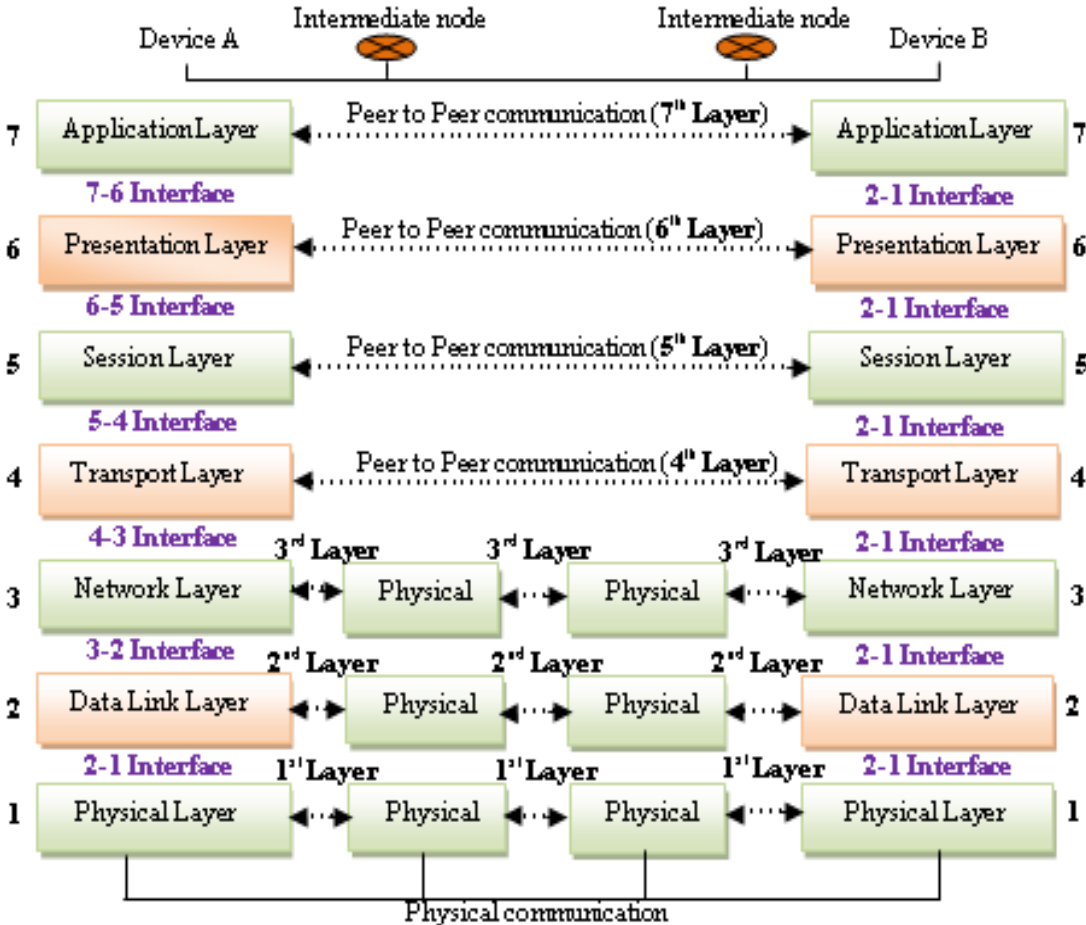 Intermediate node Intermediate node
Device A Device B
7 Application Layer Peer to Peer communication (7th Layer) Application Layer 7
7-6 Interface 2-1 Interface
6 Presentation Layer Peer to Peer communication (6th Layer) Presentation Layer 6
6-5 Interface 2-1 Interface
5 Session Layer Peer to Peer communication (5th Layer) Session Layer 5
5-4 Interface 2-1 Interface
4 Transport Layer Peer to Peer communication (4th Layer) Transport Layer 4
4-3 Interface 3rd Layer 3rd Layer 3rd Layer 2-1 Interface
3 Network Layer Physical Physical Network Layer 3
3-2 Interface 2nd Layer 2nd Layer 2nd Layer 2-1 Interface
2 Data Link Layer Physical Physical Data Link Layer 2
2-1 Interface 1st Layer 1st Layer 1st Layer 2-1 Interface
1 Physical Layer Physical Physical Physical Layer 1
Physical communication